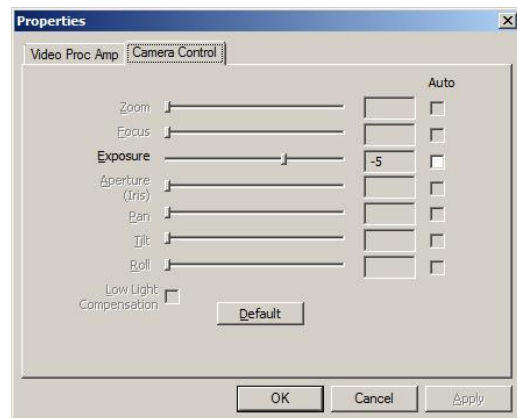 Properties
Video Proc Amp Camera Control
Auto
Zoom
Focus
Exposure -5
Aperture
(Iris)
Pan
Tilt
Roll
Low Light
Compensation
Default
OK Cancel Apply